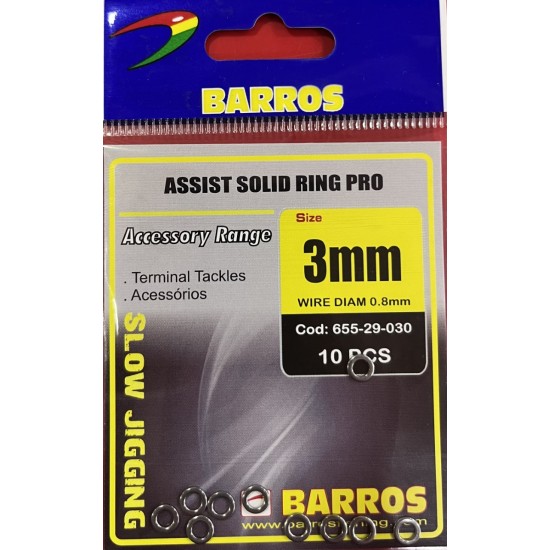 BARROS
ASSIST SOLID RING PRO
Accessory Range
. Terminal Tackles
. Acessórios
SLOW JIGGING
Size
3mm
WIRE DIAM 0.8mm
Cod: 655-29-030
10 PCS
BARROS